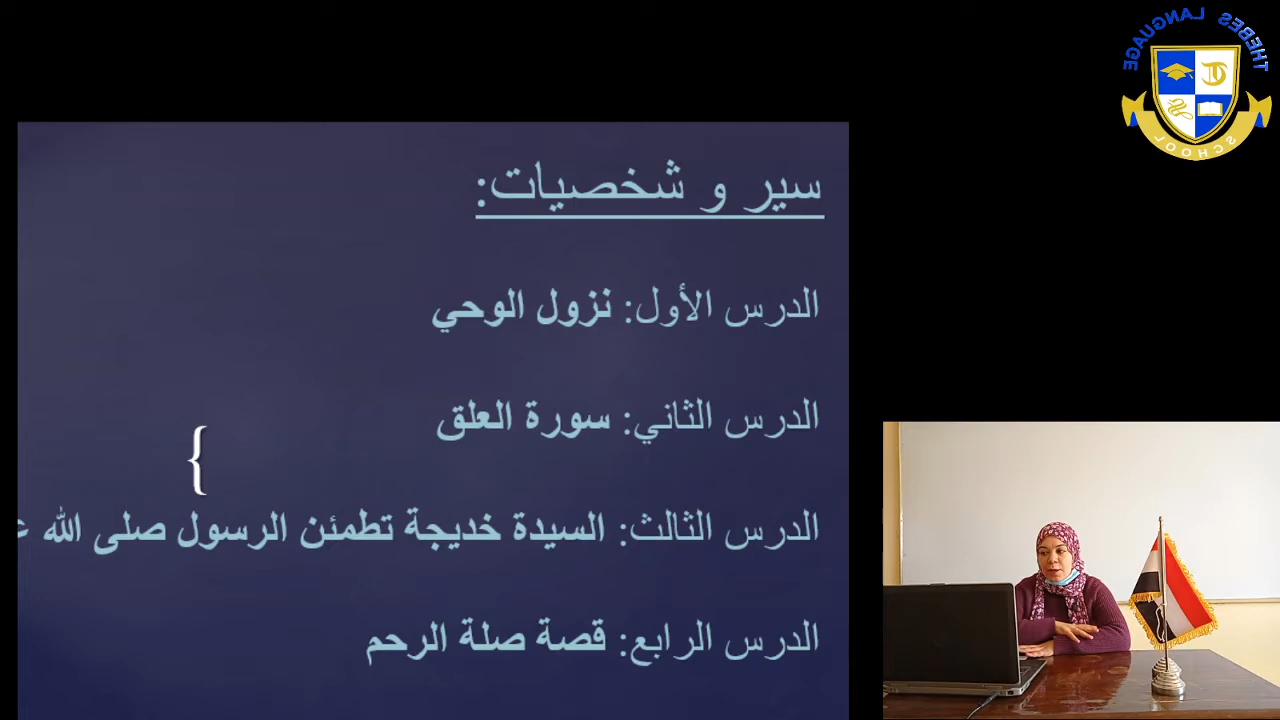 THEBES LANGUAGE
SCHOOL
سير و شخصيات:
الدرس الأول: نزول الوحي
الدرس الثاني: سورة العلق
}
الدرس الثالث: السيدة خديجة تطمئن الرسول صلى الله
الدرس الرابع: قصة صلة الرحم